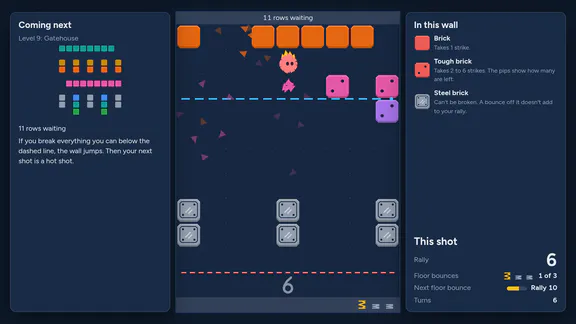 Coming next
Level 9: Gatehouse
11 rows waiting
If you break everything you can below the
dashed line, the wall jumps. Then your next
shot is a hot shot.
11 rows waiting
6
In this wall
Brick
Takes 1 strike.
Tough brick
Takes 2 to 6 strikes. The pips show how many
are left.
Steel brick
Can't be broken. A bounce off it doesn't add
to your rally.
This shot
Rally 6
Floor bounces 1 of 3
Next floor bounce Rally 10
Turns 6